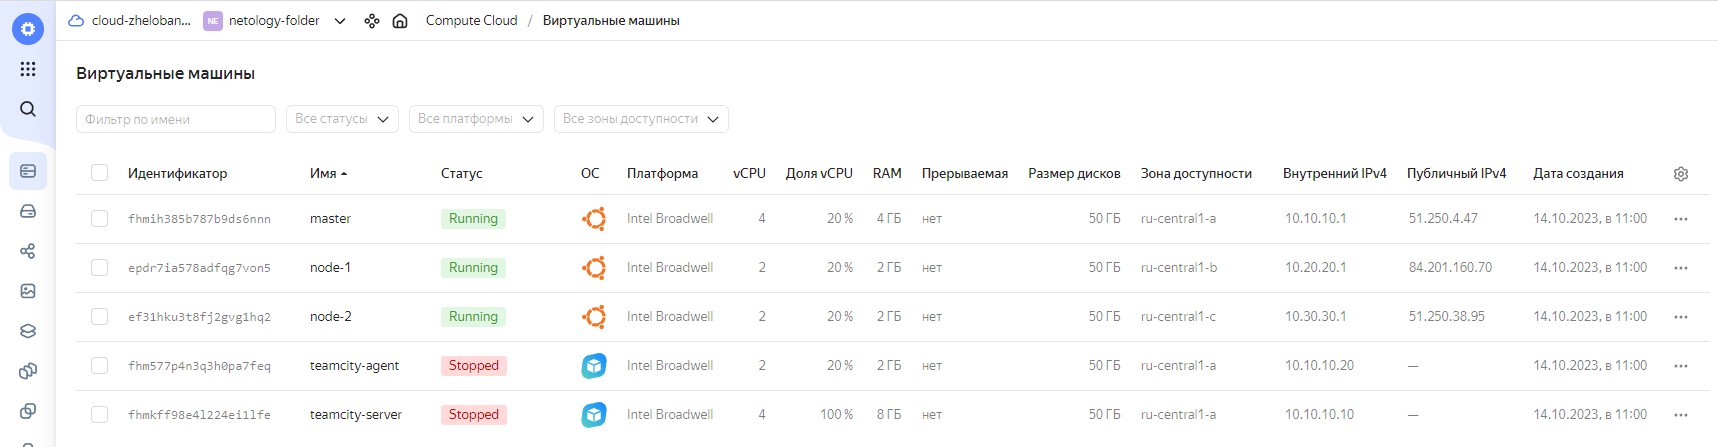 cloud-zheloban... NE netology-folder Compute Cloud / Виртуальные машины
Виртуальные машины
Фильтр по имени Все статусы Все платформы Все зоны доступности
Идентификатор Имя Статус ОС Платформа vCPU Доля vCPU RAM Прерываемая Размер дисков Зона доступности Внутренний IPv4 Публичный IPv4 Дата создания
fhmih385b787b9ds6nnn master Running Intel Broadwell 4 20 % 4 ГБ нет 50 ГБ ru-central1-a 10.10.10.1 51.250.4.47 14.10.2023, в 11:00 ...
epdr7ia578adfqg7von5 node-1 Running Intel Broadwell 2 20 % 2 ГБ нет 50 ГБ ru-central1-b 10.20.20.1 84.201.160.70 14.10.2023, в 11:00 ...
ef31hku3t8fj2gvg1hq2 node-2 Running Intel Broadwell 2 20 % 2 ГБ нет 50 ГБ ru-central1-c 10.30.30.1 51.250.38.95 14.10.2023, в 11:00 ...
fhm577p4n3q3h0pa7feq teamcity-agent Stopped Intel Broadwell 2 20 % 2 ГБ нет 50 ГБ ru-central1-a 10.10.10.20 — 14.10.2023, в 11:00 ...
fhmkff98e4l224ei1lfe teamcity-server Stopped Intel Broadwell 4 100 % 8 ГБ нет 50 ГБ ru-central1-a 10.10.10.10 — 14.10.2023, в 11:00 ...